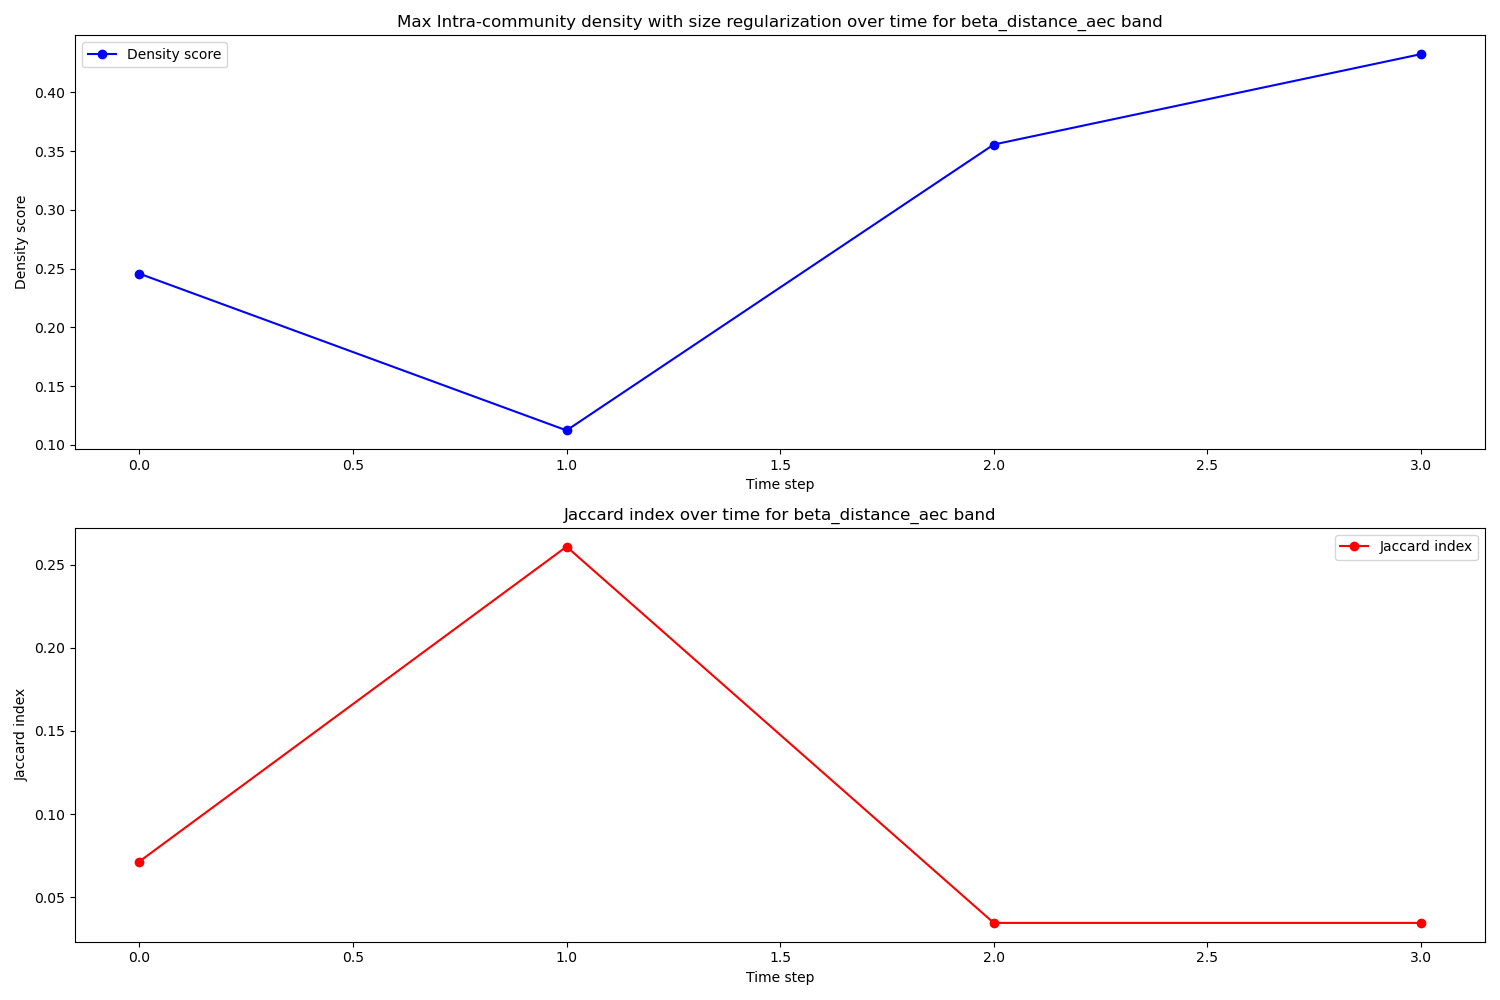 Max Intra-community density with size regularization over time for beta_distance_aec band
Density score
Density score
0.40
0.35
0.30
0.25
0.20
0.15
0.10
0.0 0.5 1.0 1.5 2.0 2.5 3.0
Time step
Jaccard index over time for beta_distance_aec band
Jaccard index
Jaccard index
0.25
0.20
0.15
0.10
0.05
0.0 0.5 1.0 1.5 2.0 2.5 3.0
Time step